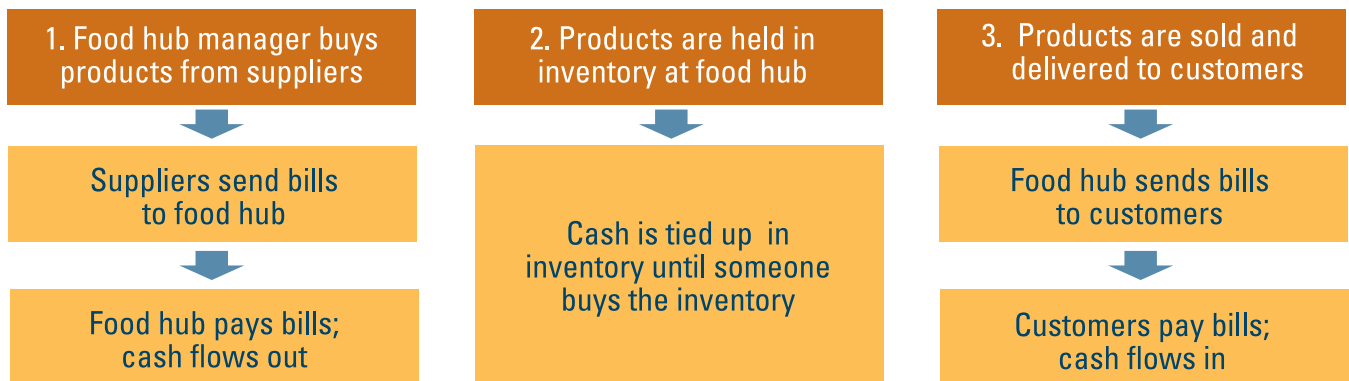 1. Food hub manager buys
products from suppliers
Suppliers send bills
to food hub
Food hub pays bills;
cash flows out
2. Products are held in
inventory at food hub
Cash is tied up in
inventory until someone
buys the inventory
3. Products are sold and
delivered to customers
Food hub sends bills
to customers
Customers pay bills;
cash flows in